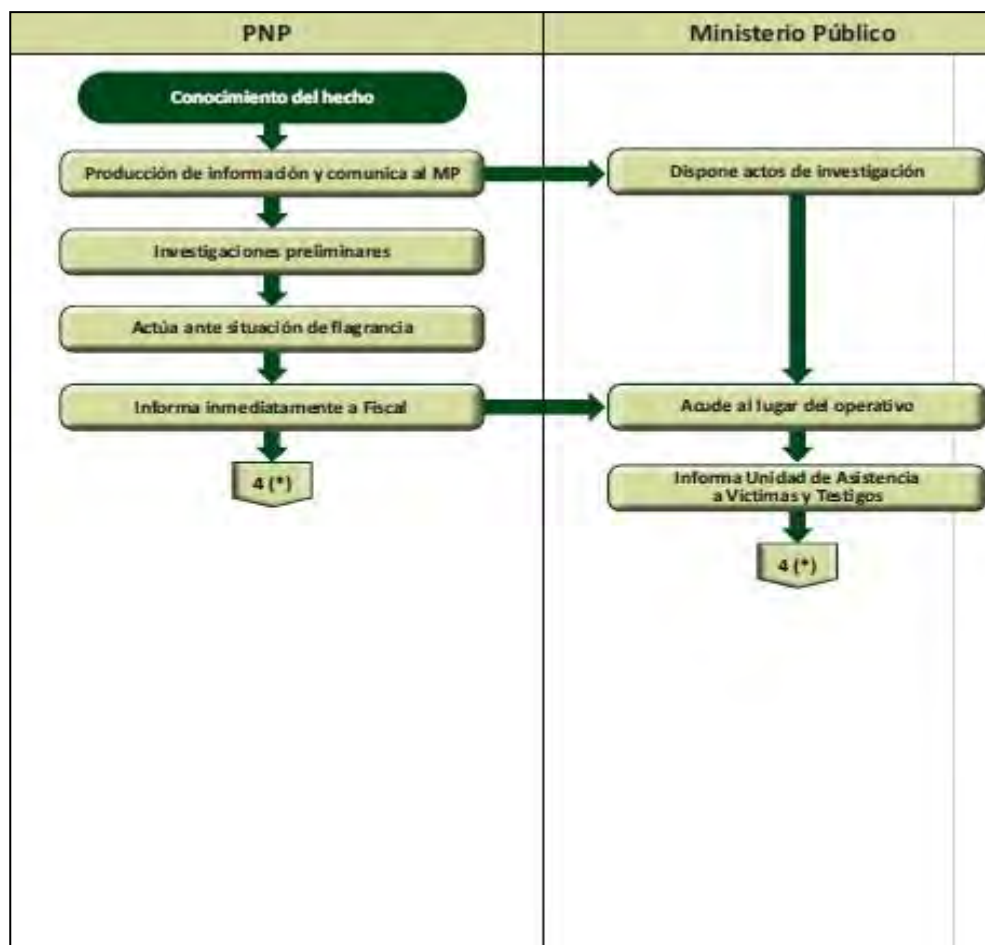 PNP
Ministerio Público
Conocimiento del hecho
Producción de información y comunica al MP
Dispone actos de investigación
Investigaciones preliminares
Actúa ante situación de flagrancia
Informa inmediatamente a Fiscal
Acude al lugar del operativo
4 (*)
Informa Unidad de Asistencia
a Víctimas y Testigos
4 (*)